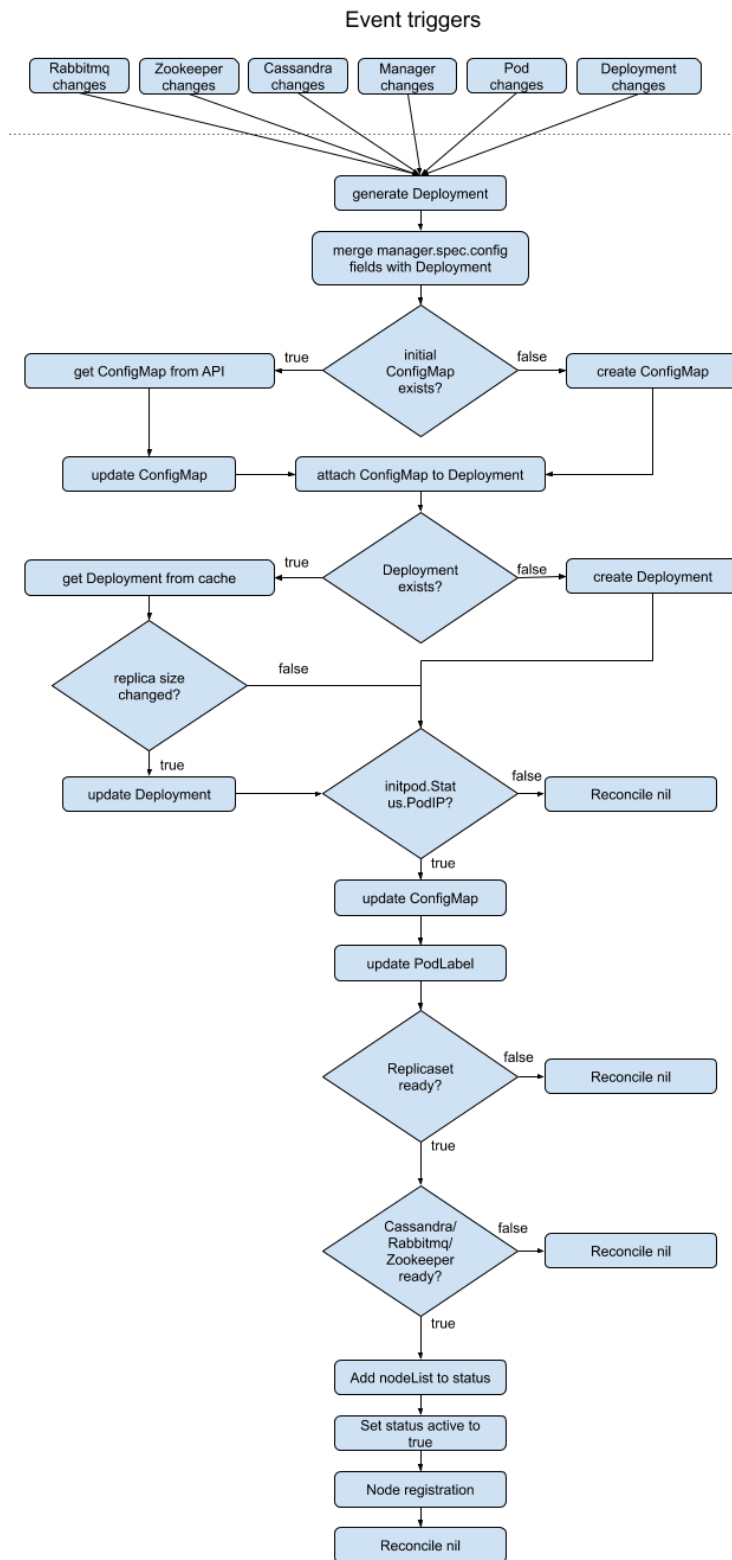 Event triggers
Rabbitmq
changes
Zookeeper
changes
Cassandra
changes
Manager
changes
Pod
changes
Deployment
changes
generate Deployment
merge manager.spec.config
fields with Deployment
initial
ConfigMap
exists?
true
false
get ConfigMap from API
create ConfigMap
update ConfigMap
attach ConfigMap to Deployment
Deployment
exists?
true
false
get Deployment from cache
create Deployment
replica size
changed?
false
true
update Deployment
initpod.Stat
us.PodIP?
false
Reconcile nil
true
update ConfigMap
update PodLabel
Replicaset
ready?
false
Reconcile nil
true
Cassandra/
Rabbitmq/
Zookeeper
ready?
false
Reconcile nil
true
Add nodeList to status
Set status active to
true
Node registration
Reconcile nil